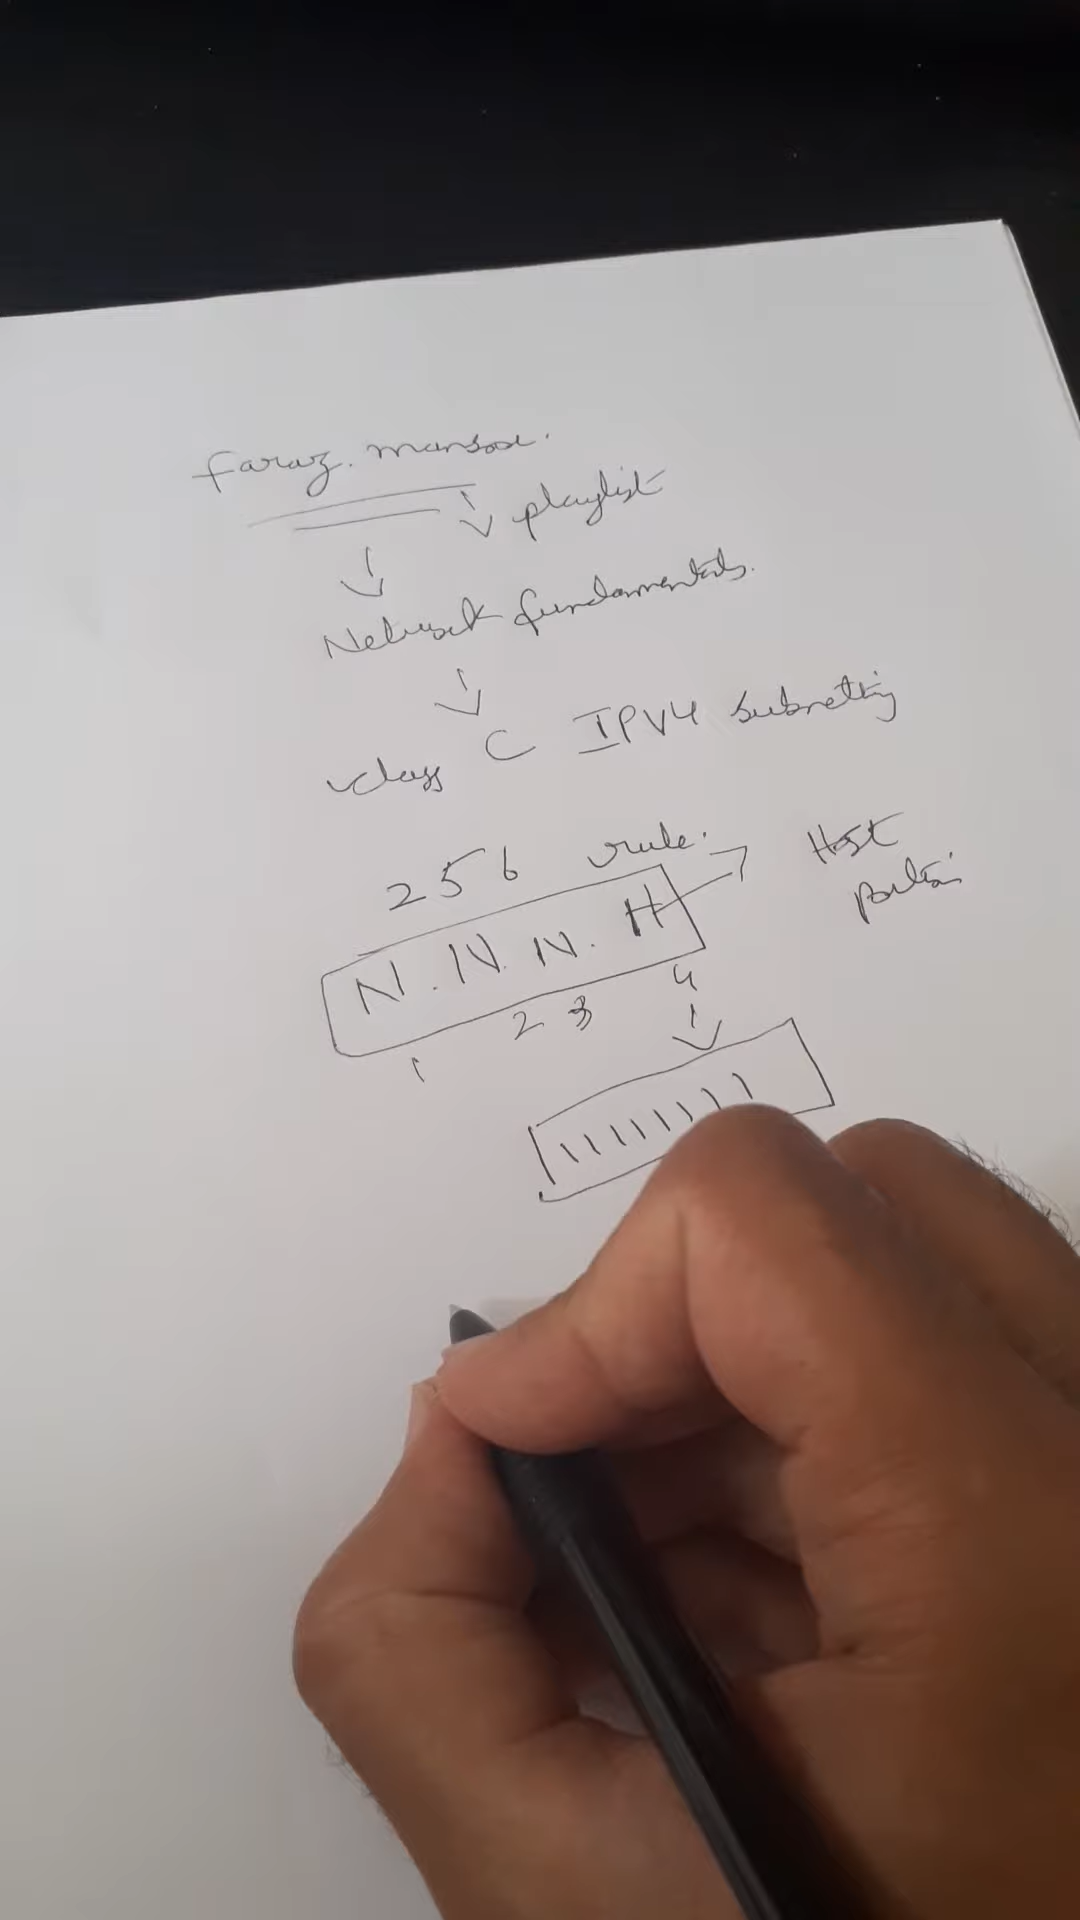 faraz. mansoor.
playlist
Network fundamentals.
class C IPV4 Subnetting
256 rule.
Host
portion
N. N. N. H
1 2 3 4
11111111